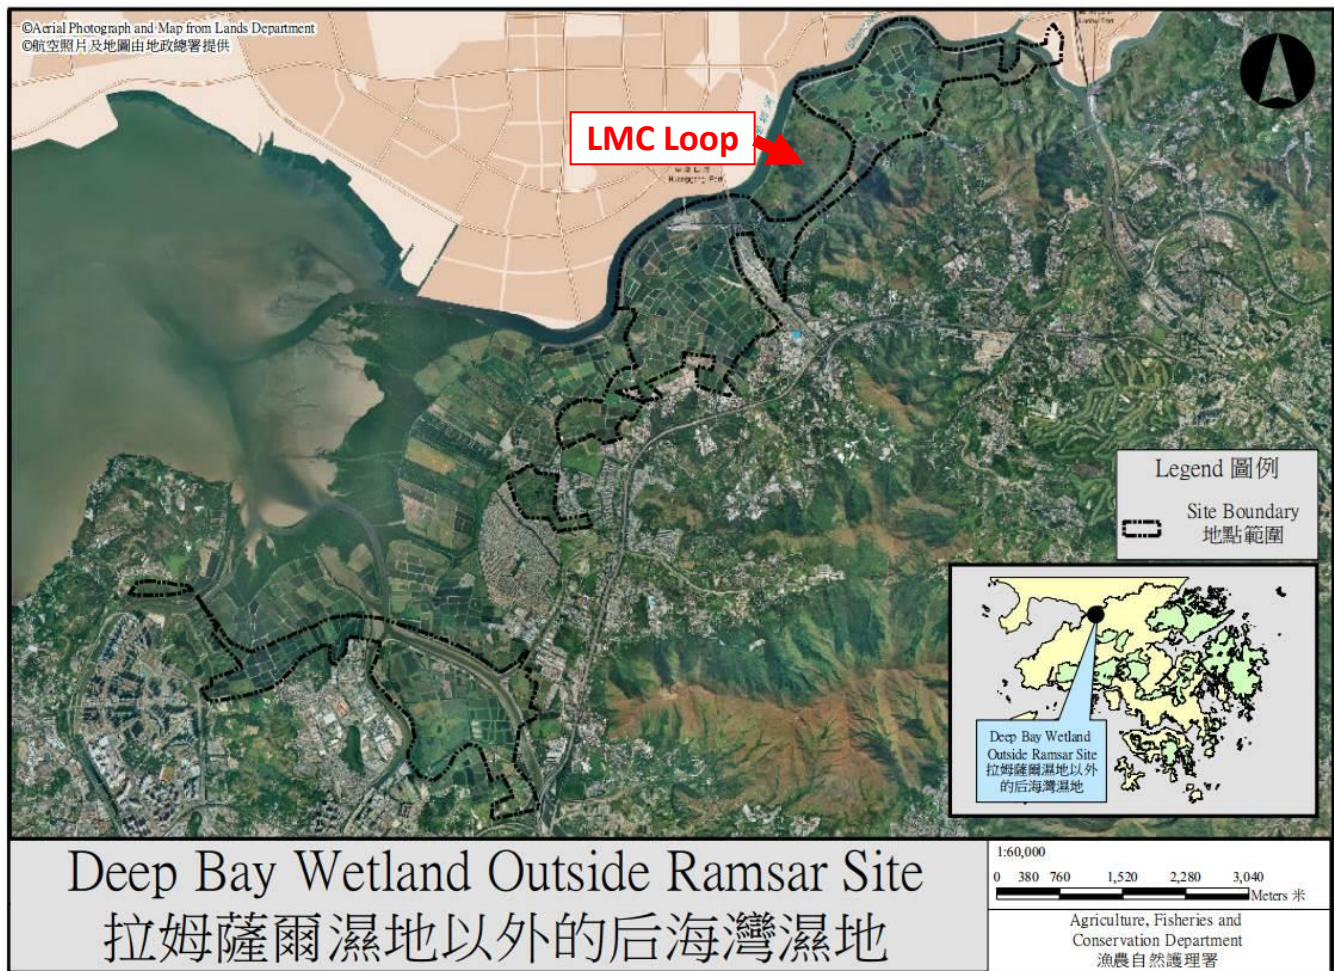 ©Aerial Photograph and Map from Lands Department
©航空照片及地圖由地政總署提供
LMC Loop
Huanggang Port
Legend 圖例
Site Boundary
地點範圍
Deep Bay Wetland
Outside Ramsar Site
拉姆薩爾濕地以外
的后海灣濕地
Deep Bay Wetland Outside Ramsar Site
拉姆薩爾濕地以外的后海灣濕地
1:60,000
0 380 760 1,520 2,280 3,040
Meters 米
Agriculture, Fisheries and
Conservation Department
漁農自然護理署